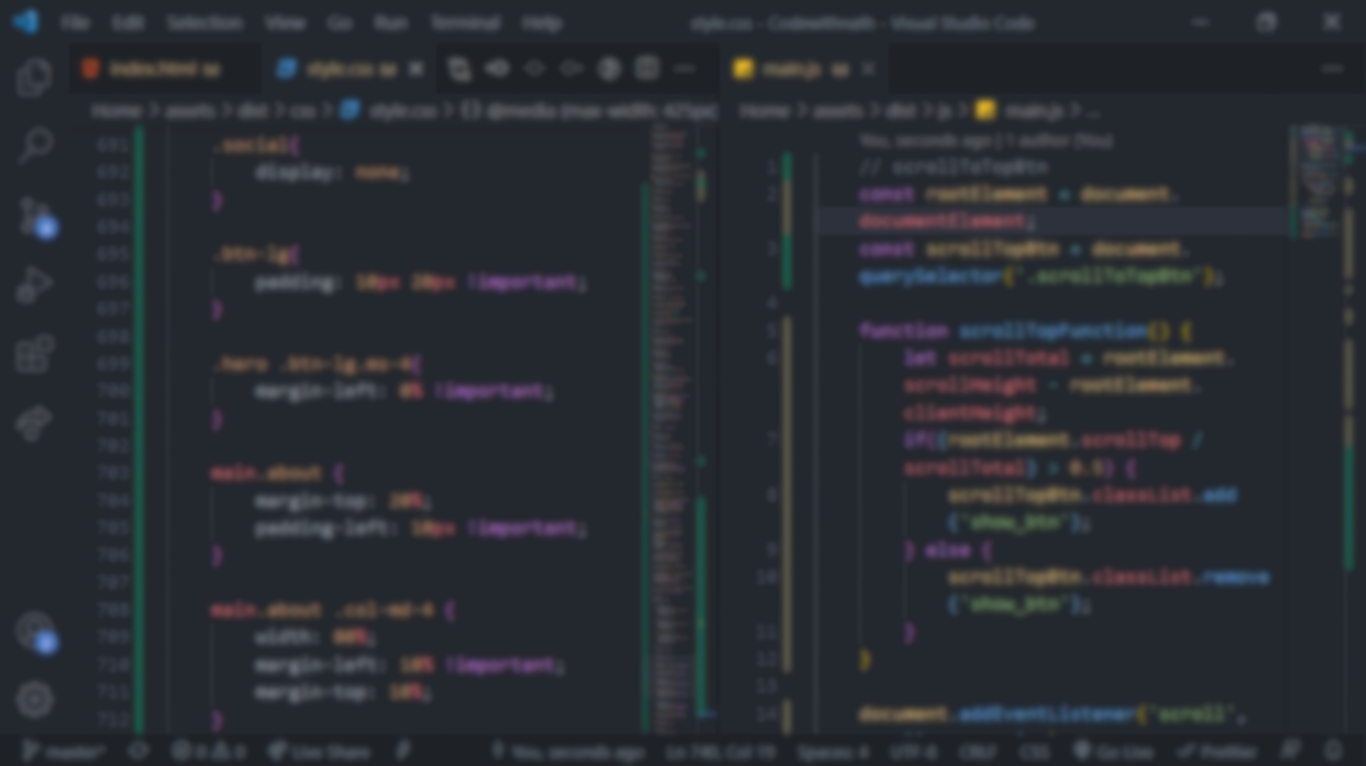 File Edit Selection View Go Run Terminal Help
style.css - Codewithnath - Visual Studio Code
index.html
style.css
Home > assets > dist > css > style.css > {} @media (max-width: 425px)
691 .social{
692 display: none;
693 }
694
695 .btn-lg{
696 padding: 10px 20px !important;
697 }
698
699 .hero .btn-lg.ms-4{
700 margin-left: 0% !important;
701 }
702
703 main.about {
704 margin-top: 20%;
705 padding-left: 10px !important;
706 }
707
708 main.about .col-md-4 {
709 width: 80%;
710 margin-left: 10% !important;
711 margin-top: 10%;
712 }
main.js
Home > assets > dist > js > main.js > ...
You, seconds ago | 1 author (You)
1 // scrollToTopBtn
2 const rootElement = document.
documentElement;
3 const scrollTopBtn = document.
querySelector('.scrollToTopBtn');
4
5 function scrollTopFunction() {
6 let scrollTotal = rootElement.
scrollHeight - rootElement.
clientHeight;
7 if((rootElement.scrollTop /
scrollTotal) > 0.5) {
8 scrollTopBtn.classList.add
('show_btn');
9 } else {
10 scrollTopBtn.classList.remove
('show_btn');
11 }
12 }
13
14 document.addEventListener('scroll',
master* 0 0 Live Share You, seconds ago Ln 740, Col 19 Spaces: 4 UTF-8 CRLF CSS Go Live Prettier